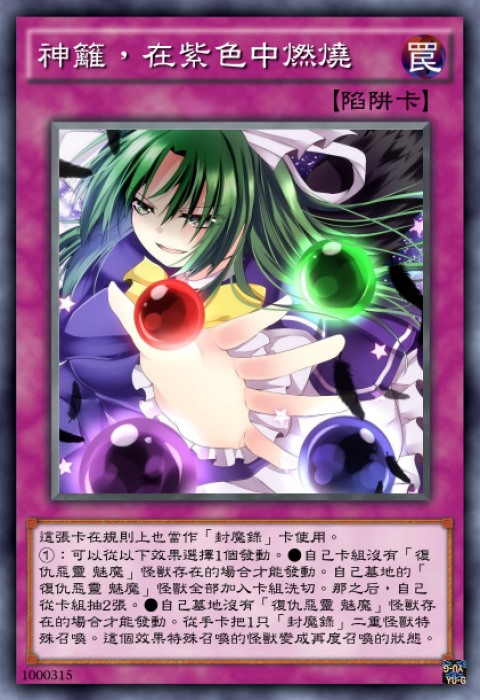 神籬，在紫色中燃燒
罠
【陷阱卡】
這張卡在規則上也當作「封魔錄」卡使用。
①：可以從以下效果選擇1個發動。●自己卡組沒有「復
仇惡靈 魅魔」怪獸存在的場合才能發動。自己墓地的「
復仇惡靈 魅魔」怪獸全部加入卡組洗切。那之后，自己
從卡組抽2張。●自己墓地沒有「復仇惡靈 魅魔」怪獸存
在的場合才能發動。從手卡把1只「封魔錄」二重怪獸特
殊召喚。這個效果特殊召喚的怪獸變成再度召喚的狀態。
1000315